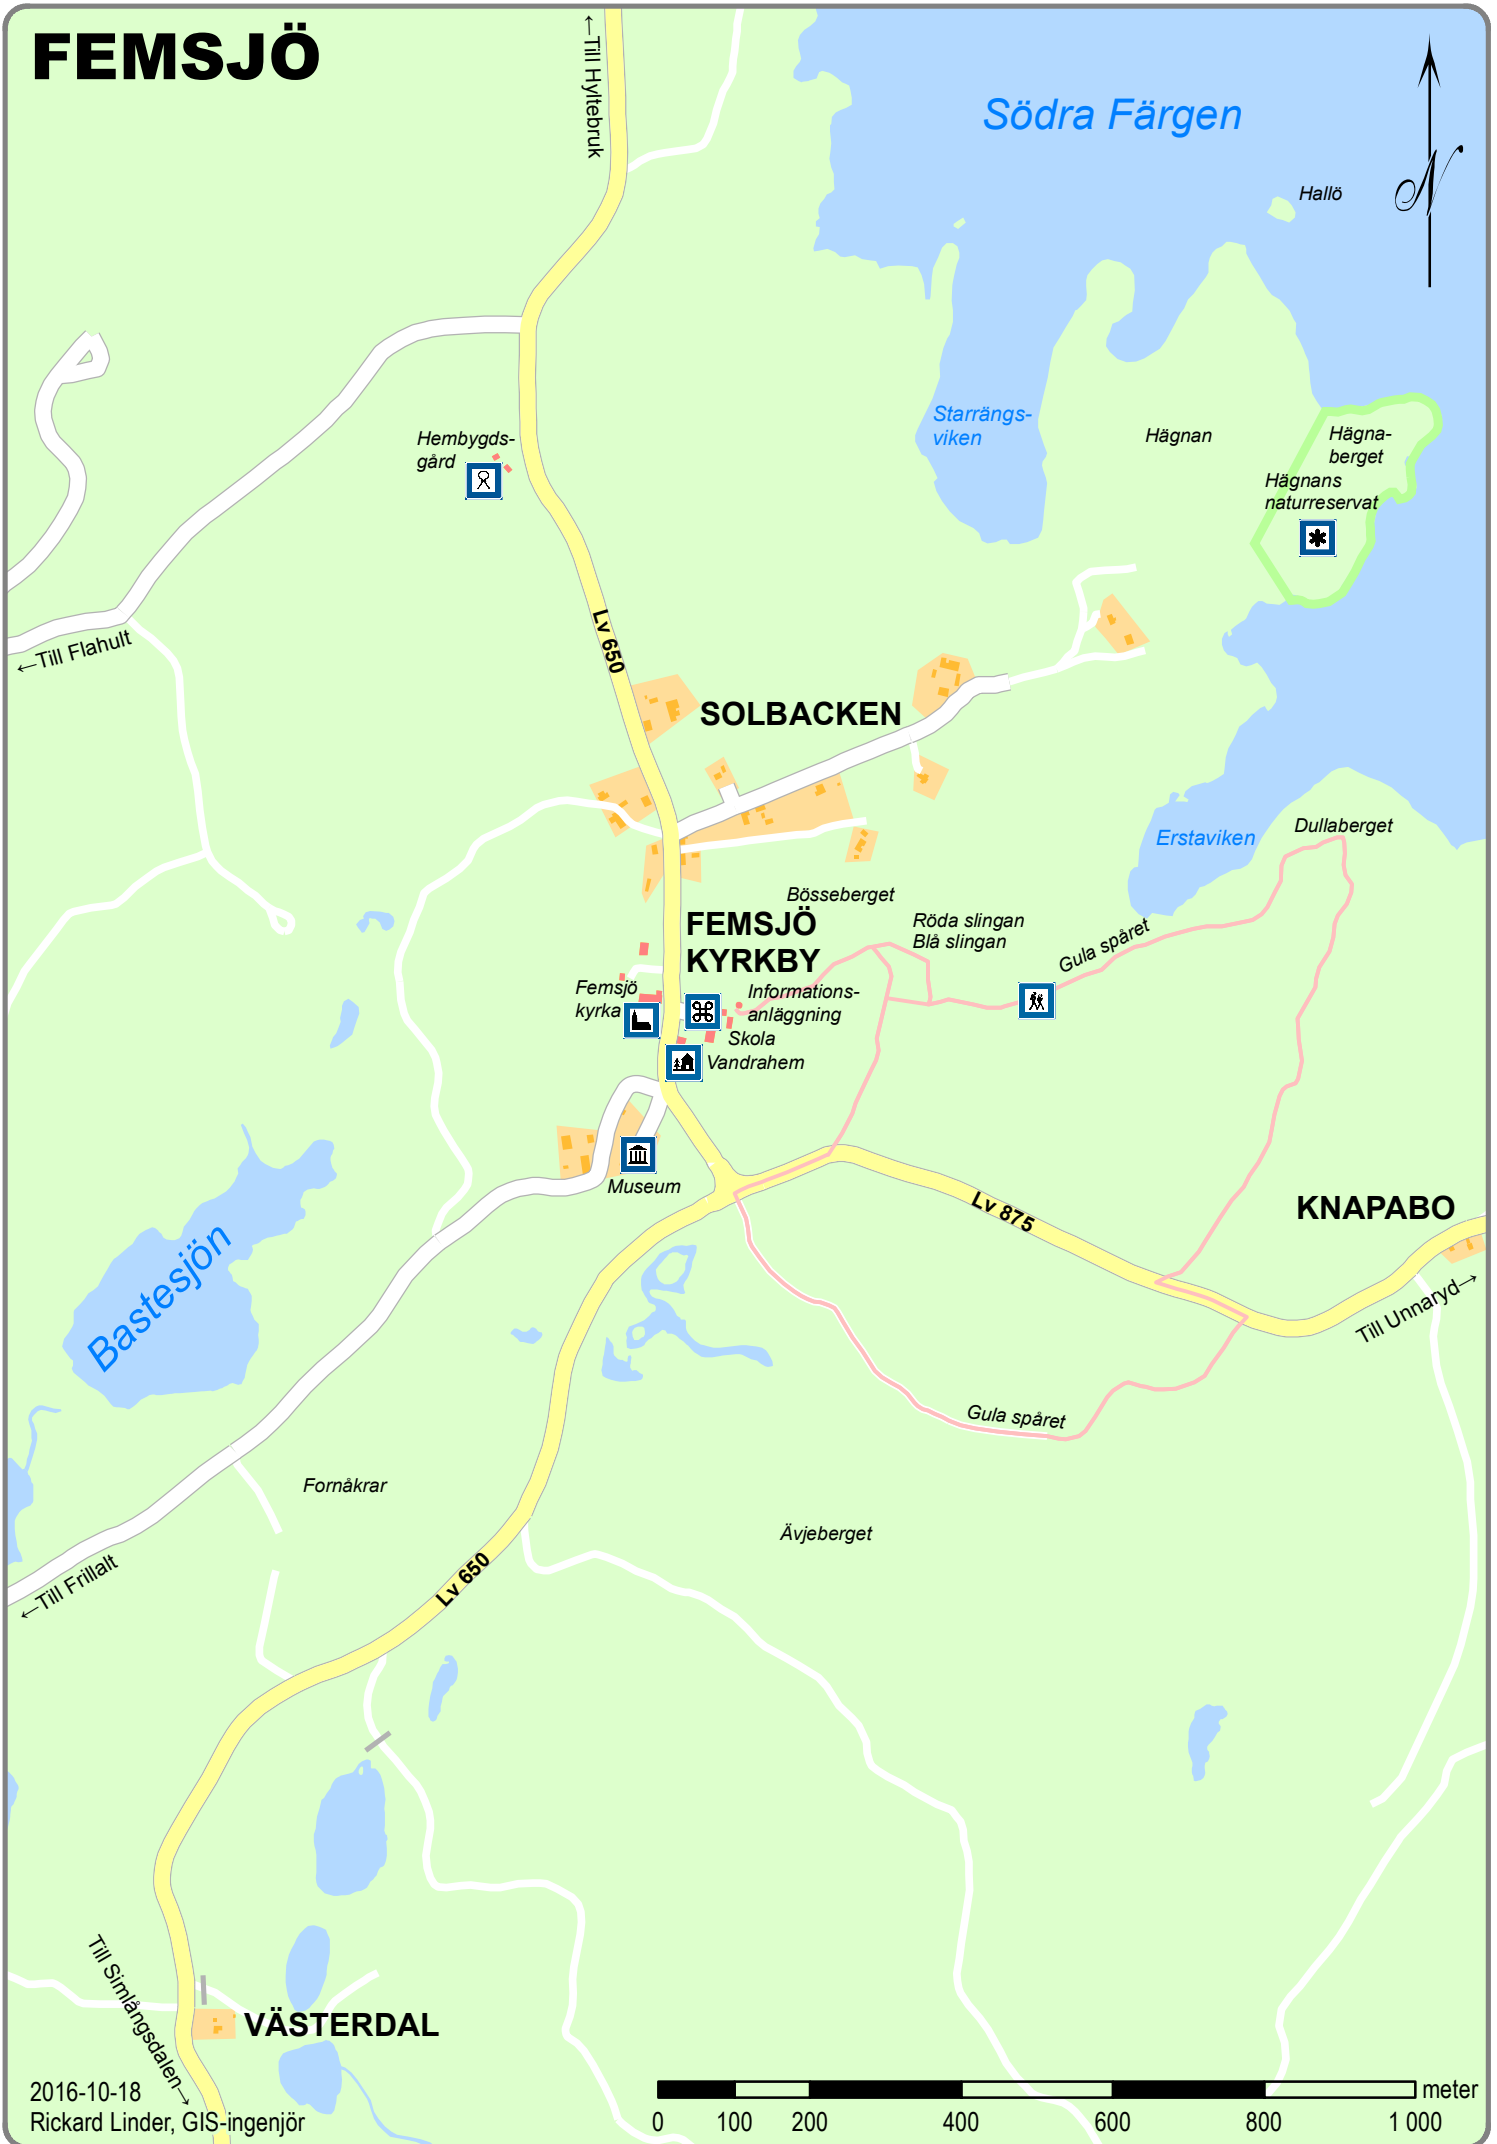 FEMSJÖ
←Till Hyltebruk
Södra Färgen
N
Hallö
Starrängs-
viken
Hägnan
Hägna-
berget
Hägnans
naturreservat
Hembygds-
gård
←Till Flahult
Lv 650
SOLBACKEN
Erstaviken
Dullaberget
Bösseberget
FEMSJÖ
KYRKBY
Röda slingan
Blå slingan
Gula spåret
Femsjö
kyrka
Informations-
anläggning
Skola
Vandrahem
Museum
Lv 875
KNAPABO
Till Unnaryd→
Bastesjön
Gula spåret
Fornåkrar
Ävjeberget
←Till Frillalt
Lv 650
Till Simlångsdalen→
VÄSTERDAL
2016-10-18
Rickard Linder, GIS-ingenjör
meter
0 100 200 400 600 800 1 000